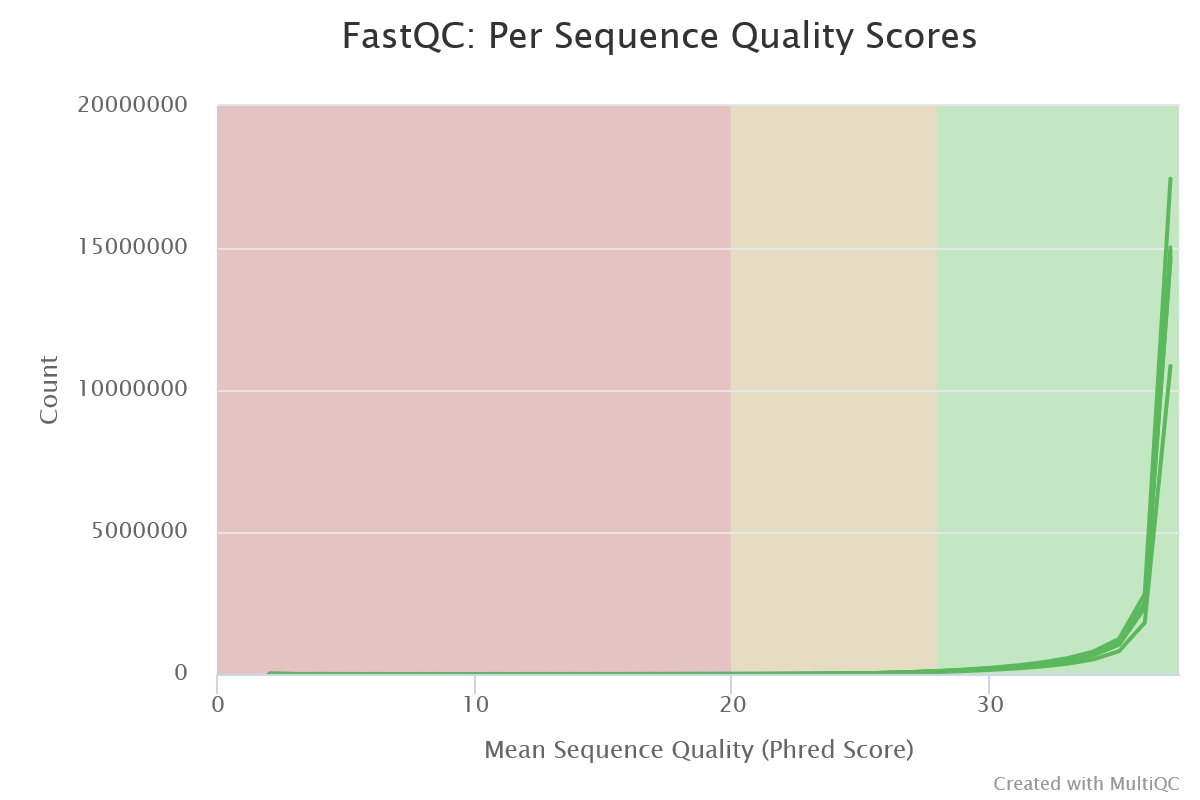 FastQC: Per Sequence Quality Scores
20000000
15000000
10000000
5000000
0
Count
0 10 20 30
Mean Sequence Quality (Phred Score)
Created with MultiQC